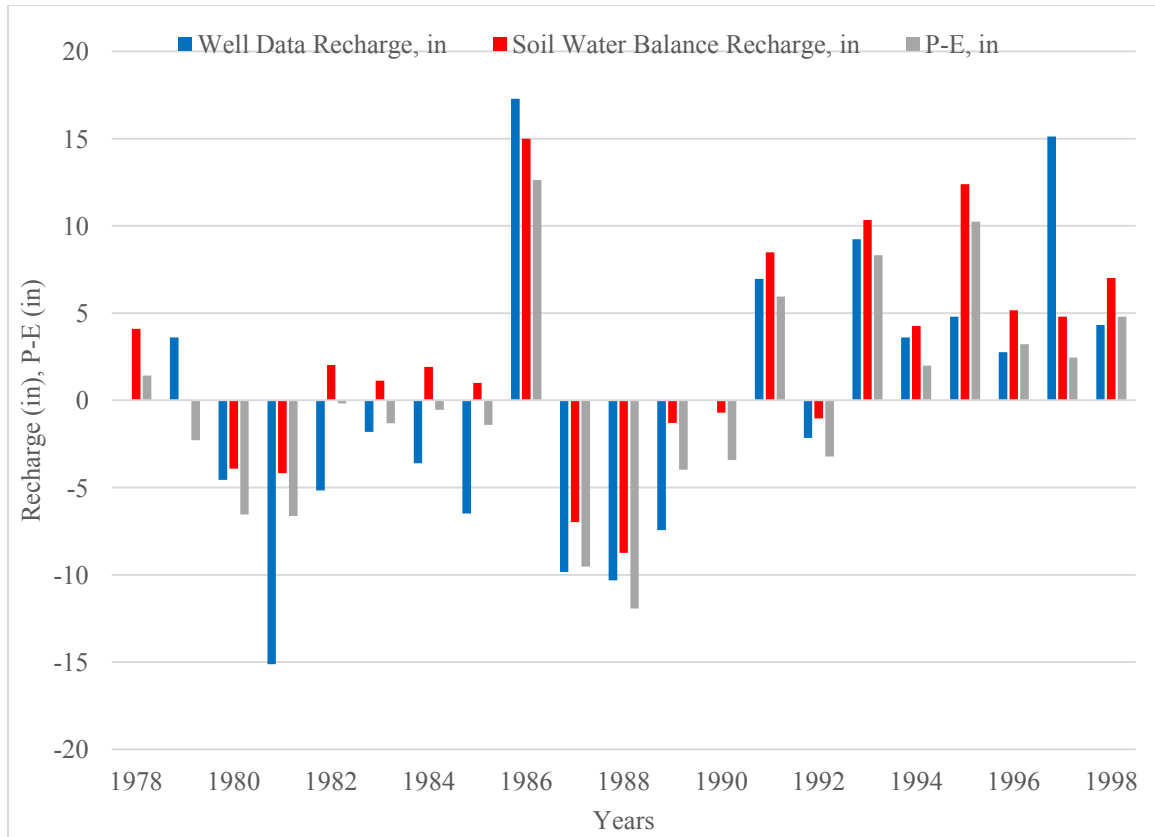 Well Data Recharge, in Soil Water Balance Recharge, in P-E, in
20
15
10
5
0
-5
-10
-15
-20
Recharge (in), P-E (in)
1978 1980 1982 1984 1986 1988 1990 1992 1994 1996 1998
Years